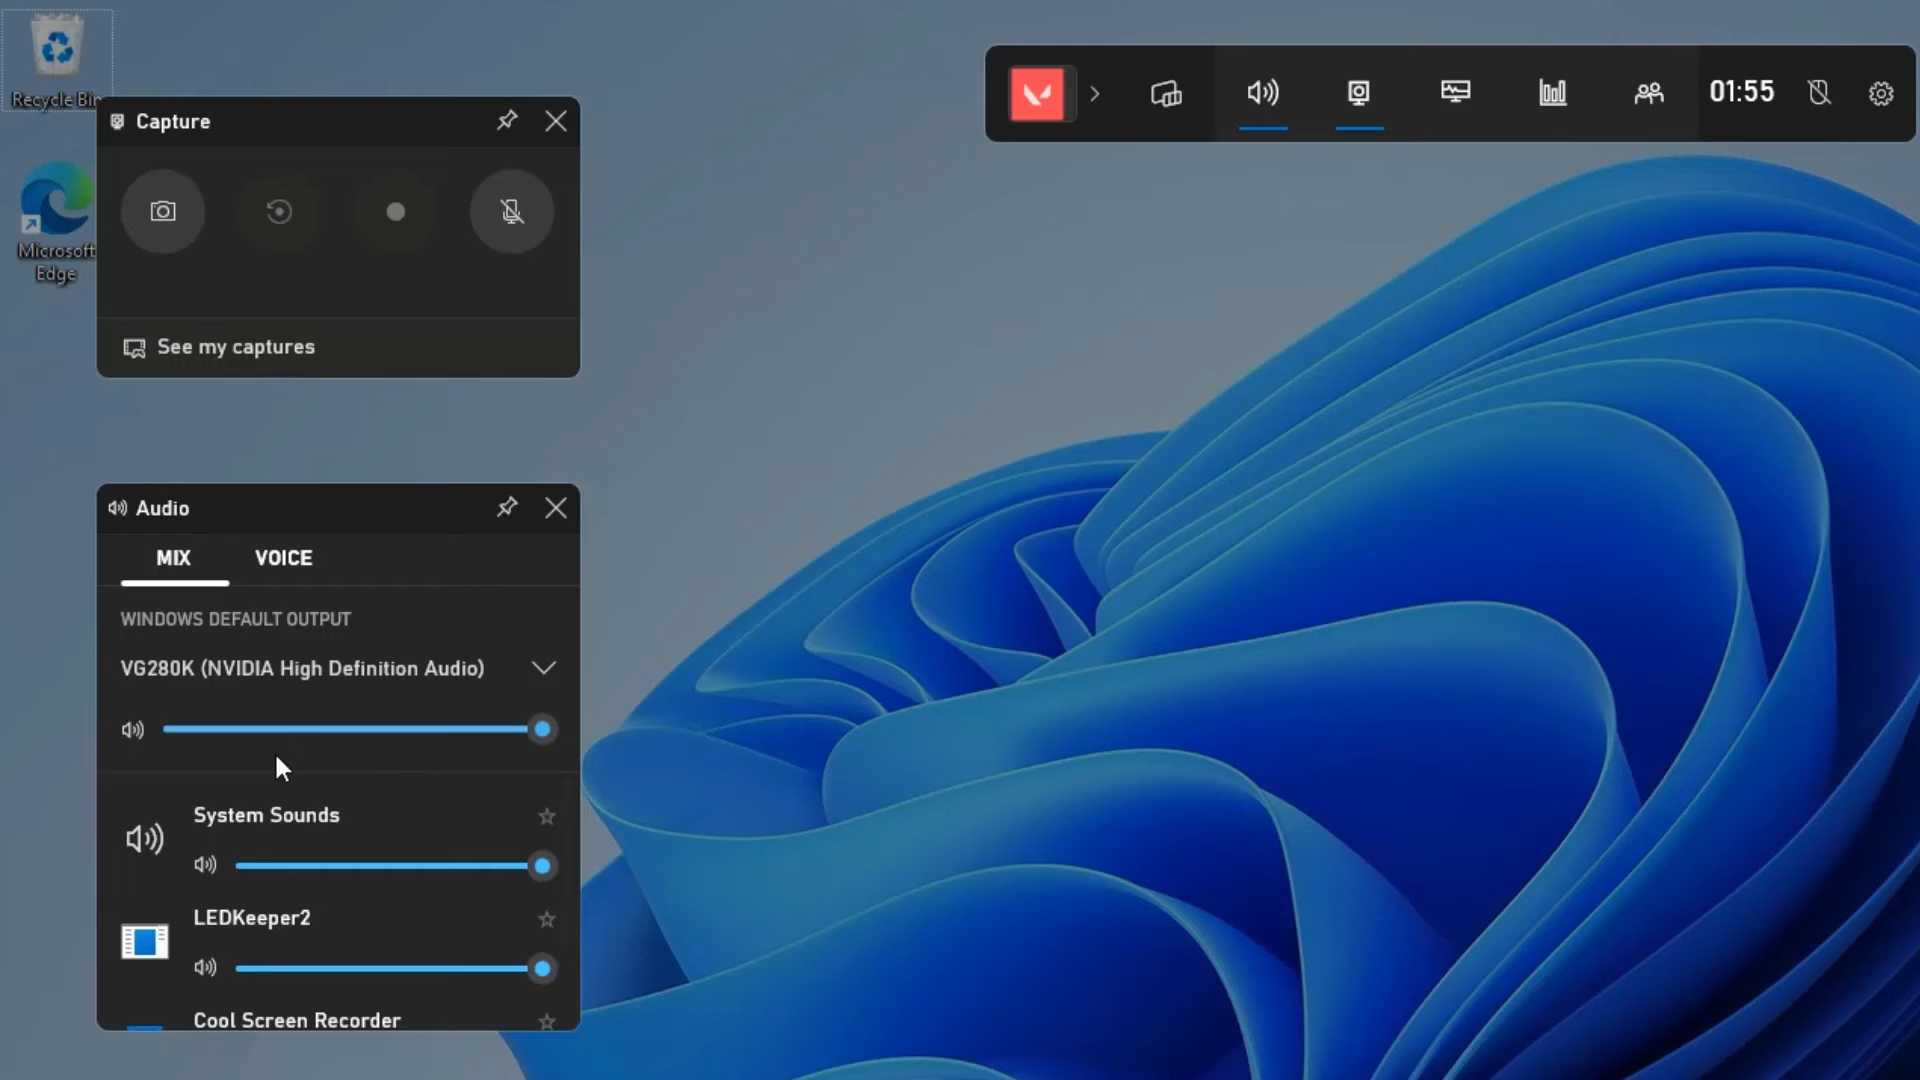 Recycle Bin
Microsoft
Edge
Capture
See my captures
Audio
MIX
VOICE
WINDOWS DEFAULT OUTPUT
VG280K (NVIDIA High Definition Audio)
System Sounds
LEDKeeper2
Cool Screen Recorder
01:55